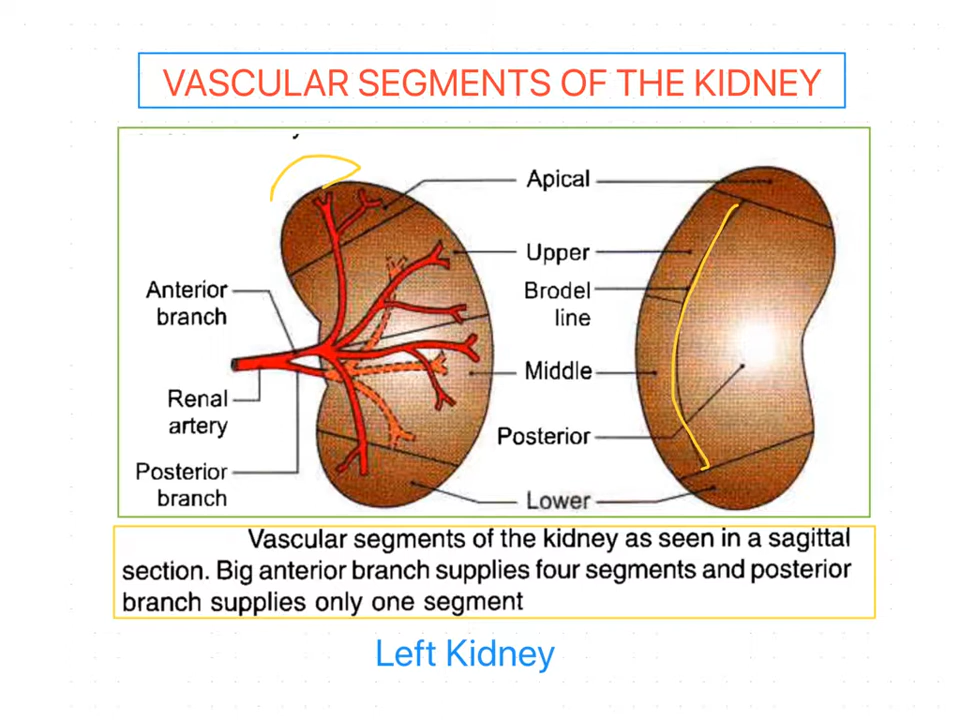 VASCULAR SEGMENTS OF THE KIDNEY
Apical
Upper
Anterior
branch
Brodel
line
Middle
Renal
artery
Posterior
Posterior
branch
Lower
Vascular segments of the kidney as seen in a sagittal
section. Big anterior branch supplies four segments and posterior
branch supplies only one segment
Left Kidney